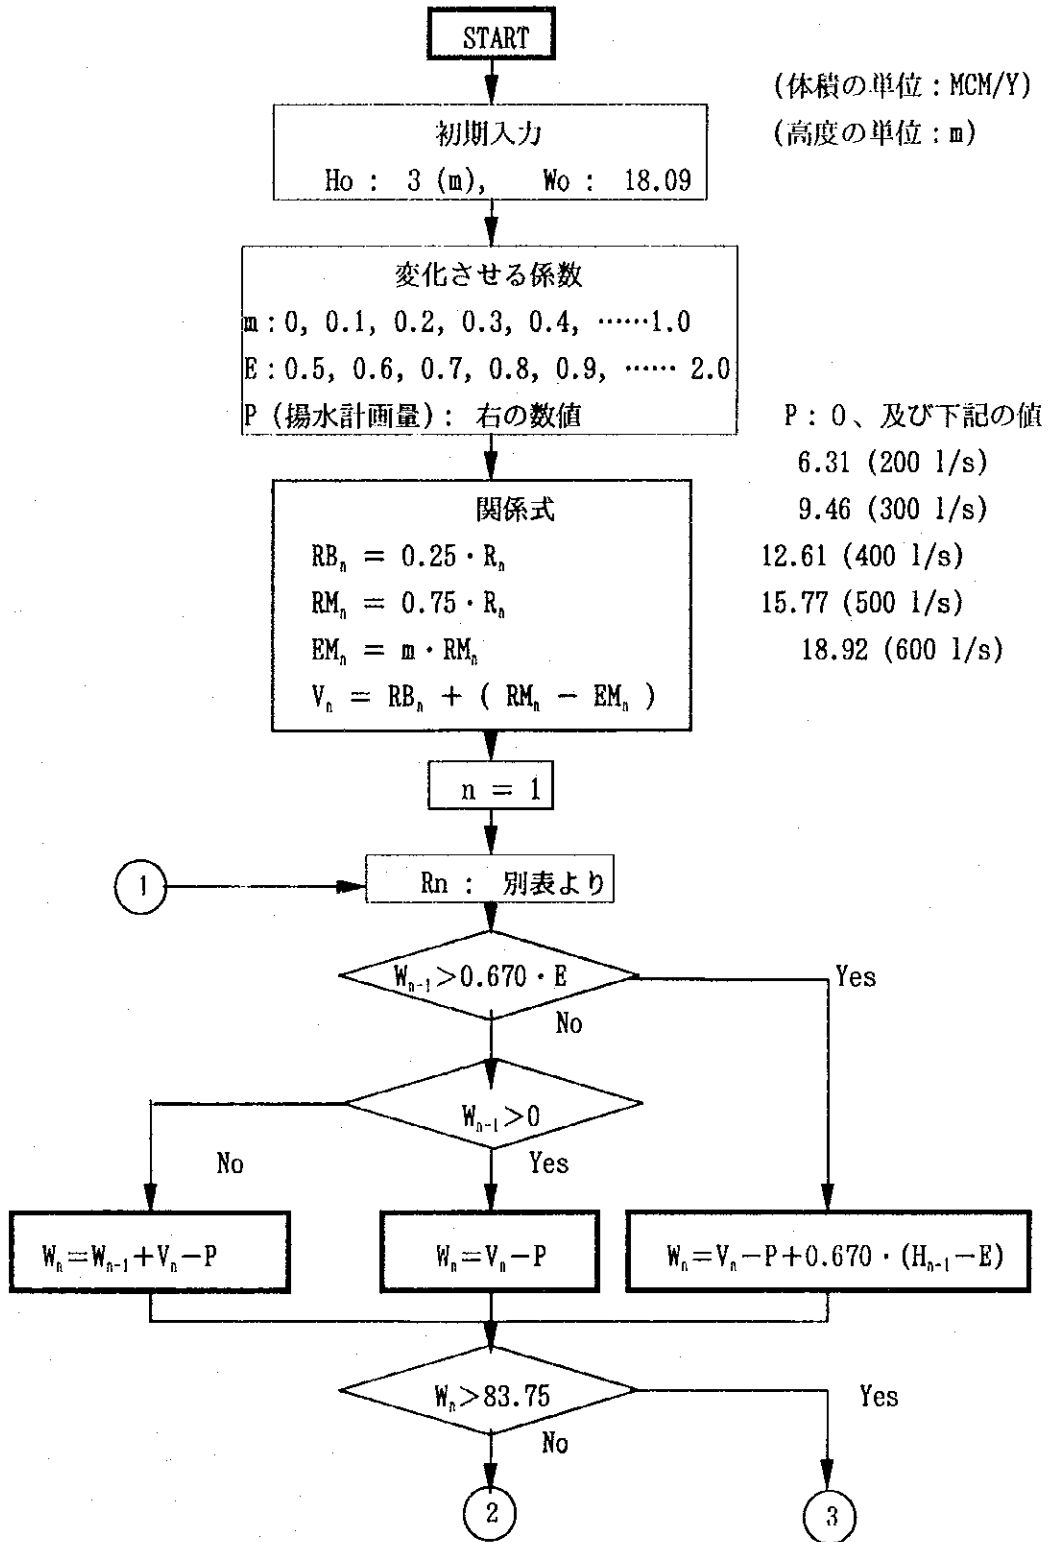 START
(体積の単位：MCM/Y)
(高度の単位：m)
初期入力
Ho : 3 (m), Wo : 18.09
変化させる係数
m : 0, 0.1, 0.2, 0.3, 0.4, ……1.0
E : 0.5, 0.6, 0.7, 0.8, 0.9, …… 2.0
P (揚水計画量) : 右の数値
P : 0、及び下記の値
6.31 (200 l/s)
9.46 (300 l/s)
12.61 (400 l/s)
15.77 (500 l/s)
18.92 (600 l/s)
関係式
RBₙ = 0.25・Rₙ
RMₙ = 0.75・Rₙ
EMₙ = m・RMₙ
Vₙ = RBₙ + ( RMₙ − EMₙ )
n = 1
1
Rn : 別表より
Wₙ₋₁>0.670・E
Yes
No
Wₙ₋₁>0
No
Yes
Wₙ=Wₙ₋₁+Vₙ−P
Wₙ=Vₙ−P
Wₙ=Vₙ−P+0.670・(Hₙ₋₁−E)
Wₙ>83.75
Yes
No
2
3